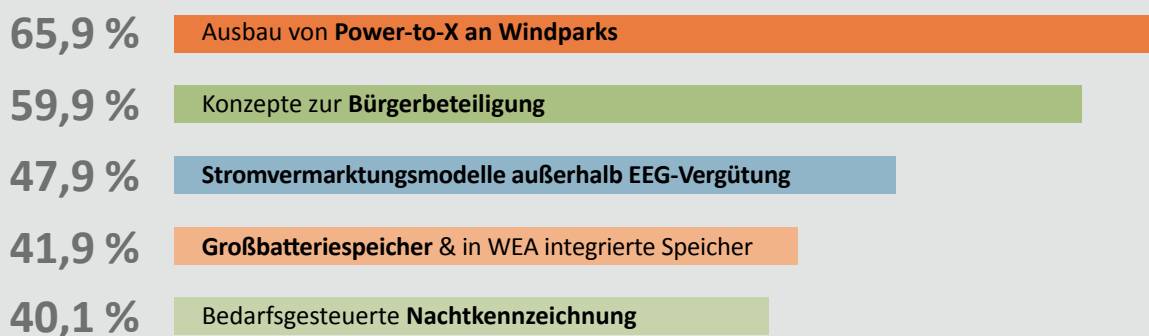 65,9 % Ausbau von Power-to-X an Windparks
59,9 % Konzepte zur Bürgerbeteiligung
47,9 % Stromvermarktungsmodelle außerhalb EEG-Vergütung
41,9 % Großbatteriespeicher & in WEA integrierte Speicher
40,1 % Bedarfsgesteuerte Nachtkennzeichnung